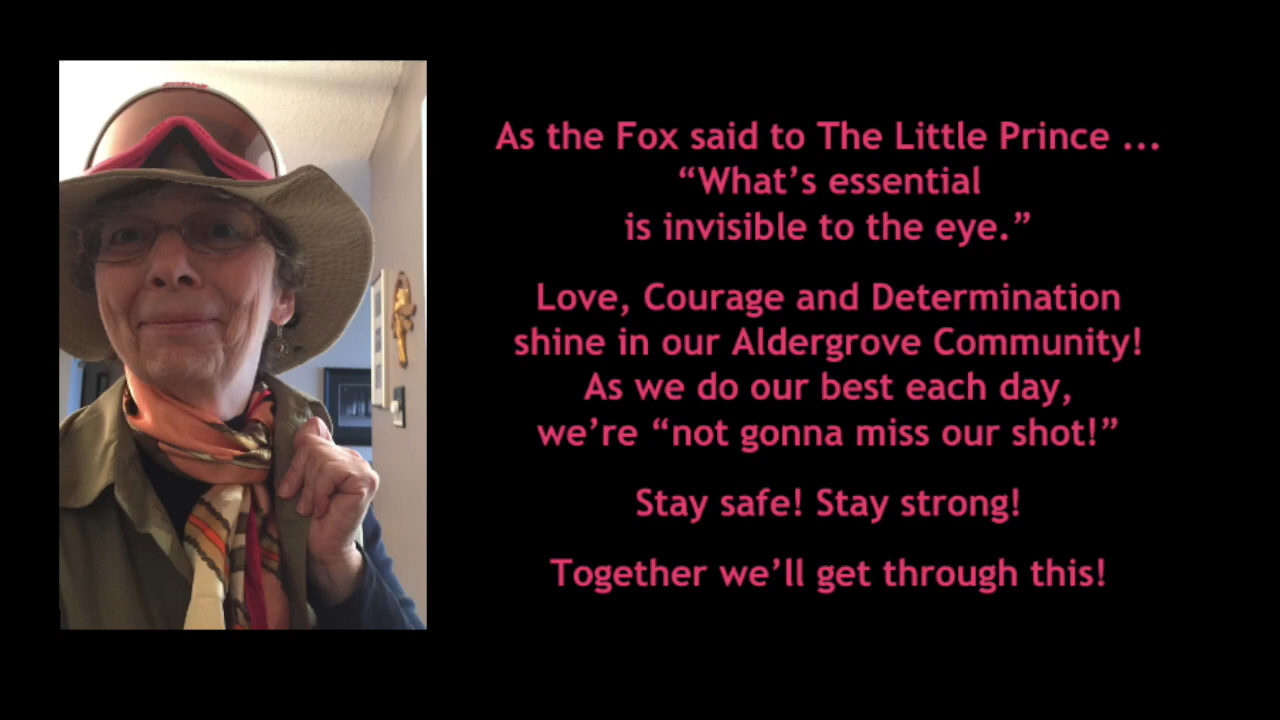 As the Fox said to The Little Prince ...
“What’s essential
is invisible to the eye.”
Love, Courage and Determination
shine in our Aldergrove Community!
As we do our best each day,
we’re “not gonna miss our shot!”
Stay safe! Stay strong!
Together we’ll get through this!